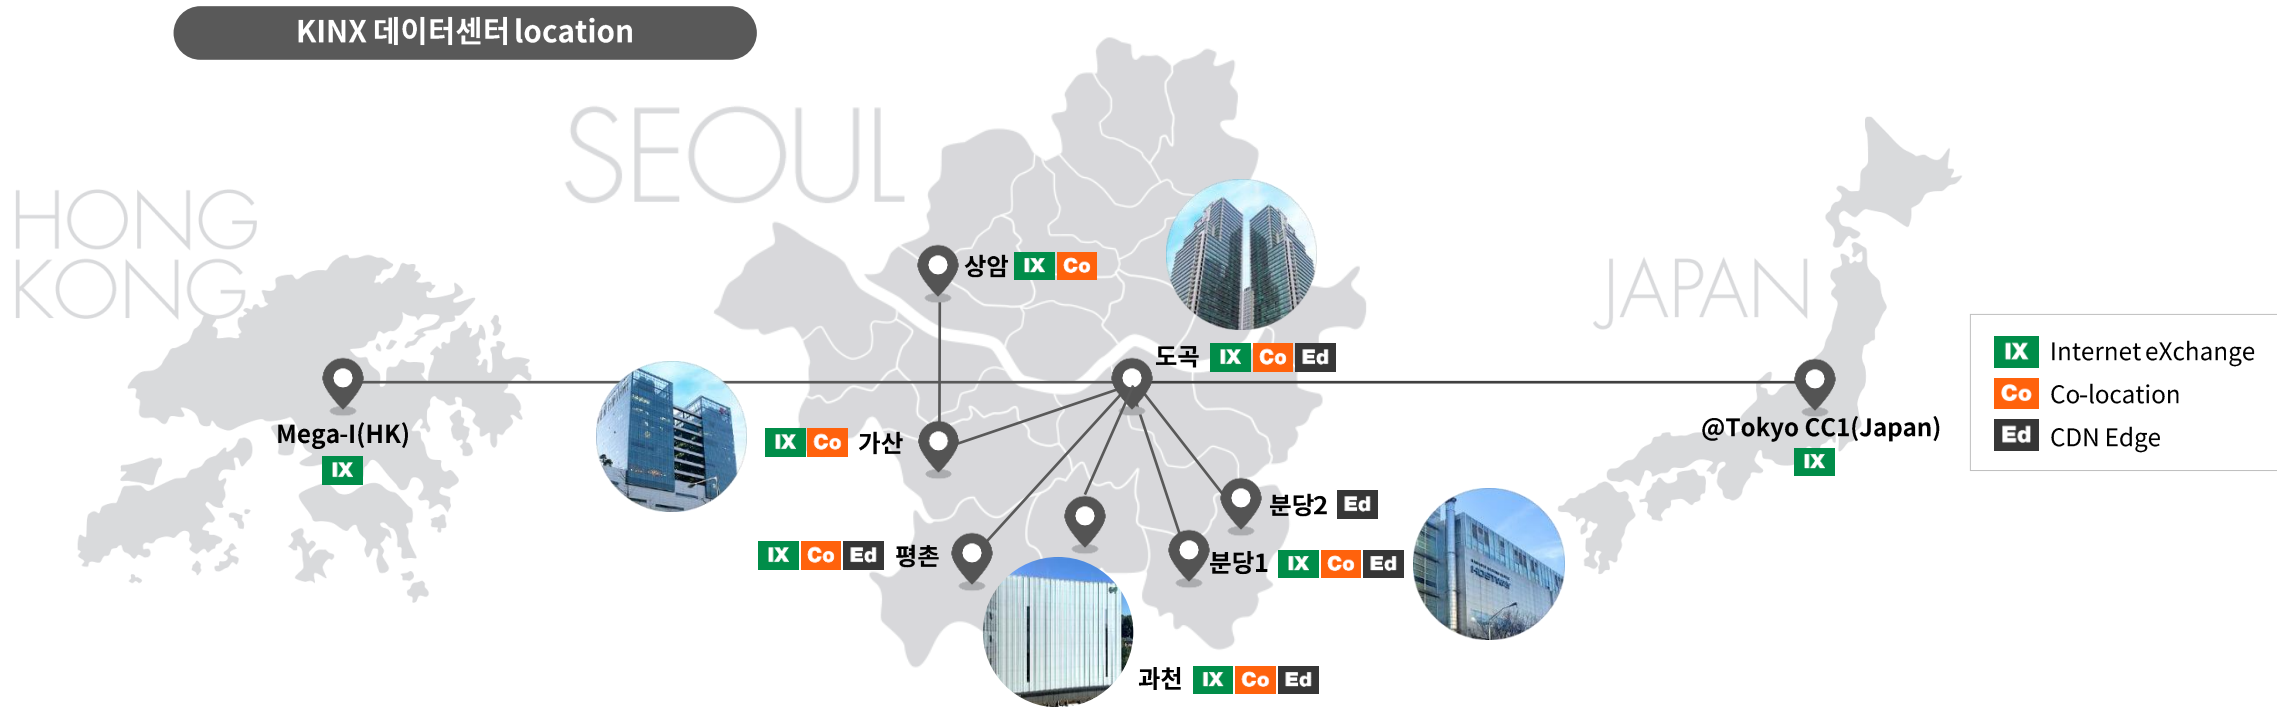 KINX 데이터센터 location
SEOUL
HONG
KONG
JAPAN
상암 IX Co
도곡 IX Co Ed
IX Internet eXchange
Co Co-location
Ed CDN Edge
Mega-I(HK)
IX
@Tokyo CC1(Japan)
IX
IX Co 가산
분당2 Ed
IX Co Ed 평촌
분당1 IX Co Ed
HOSTWAY
과천 IX Co Ed